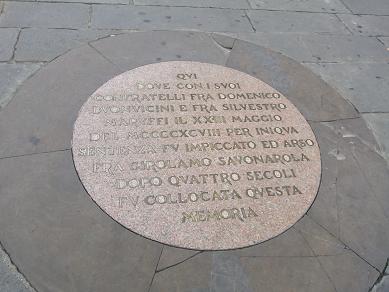 QVI
DOVE CON I SVOI
CONFRATELLI FRA DOMENICO
BVONVICINI E FRA SILVESTRO
MARVFFI IL XXIII MAGGIO
DEL MCCCCXCVIII PER INIQVA
SENTENZA FV IMPICCATO ED ARSO
FRA GIROLAMO SAVONAROLA
DOPO QVATTRO SECOLI
FV COLLOCATA QVESTA
MEMORIA